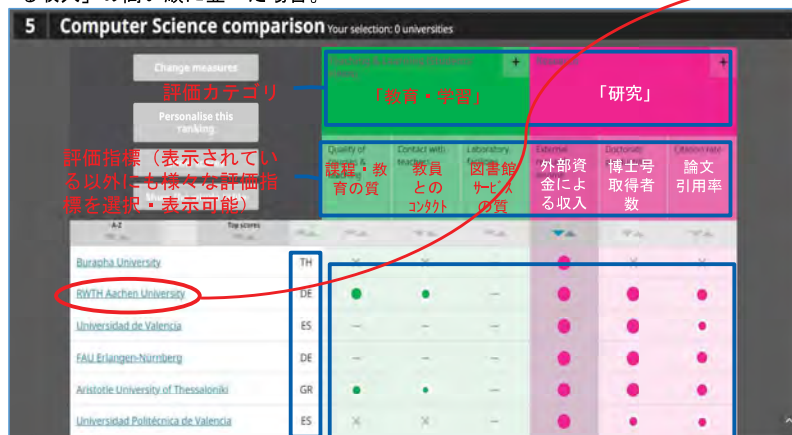 る収入」の高い順に並べた場合。
5 Computer Science comparison Your selection: 0 universities
Change measures
+
+
評価カテゴリ
「教育・学習」
「研究」
Personalise this
ranking
評価指標（表示されてい
る以外にも様々な評価指
標を選択・表示可能）
Quality of
Contact with
Laboratory
External
Doctorate
Citation rate
課程・教
育の質
教員
との
コンタクト
図書館
サービス
の質
外部資
金によ
る収入
博士号
取得者
数
論文
引用率
A-Z
Top scores
Burapha University TH × × – × ×
RWTH Aachen University DE –
Universidad de Valencia ES – – –
FAU Erlangen-Nürnberg DE – – –
Aristotle University of Thessaloniki GR –
Universidad Politécnica de Valencia ES × × –